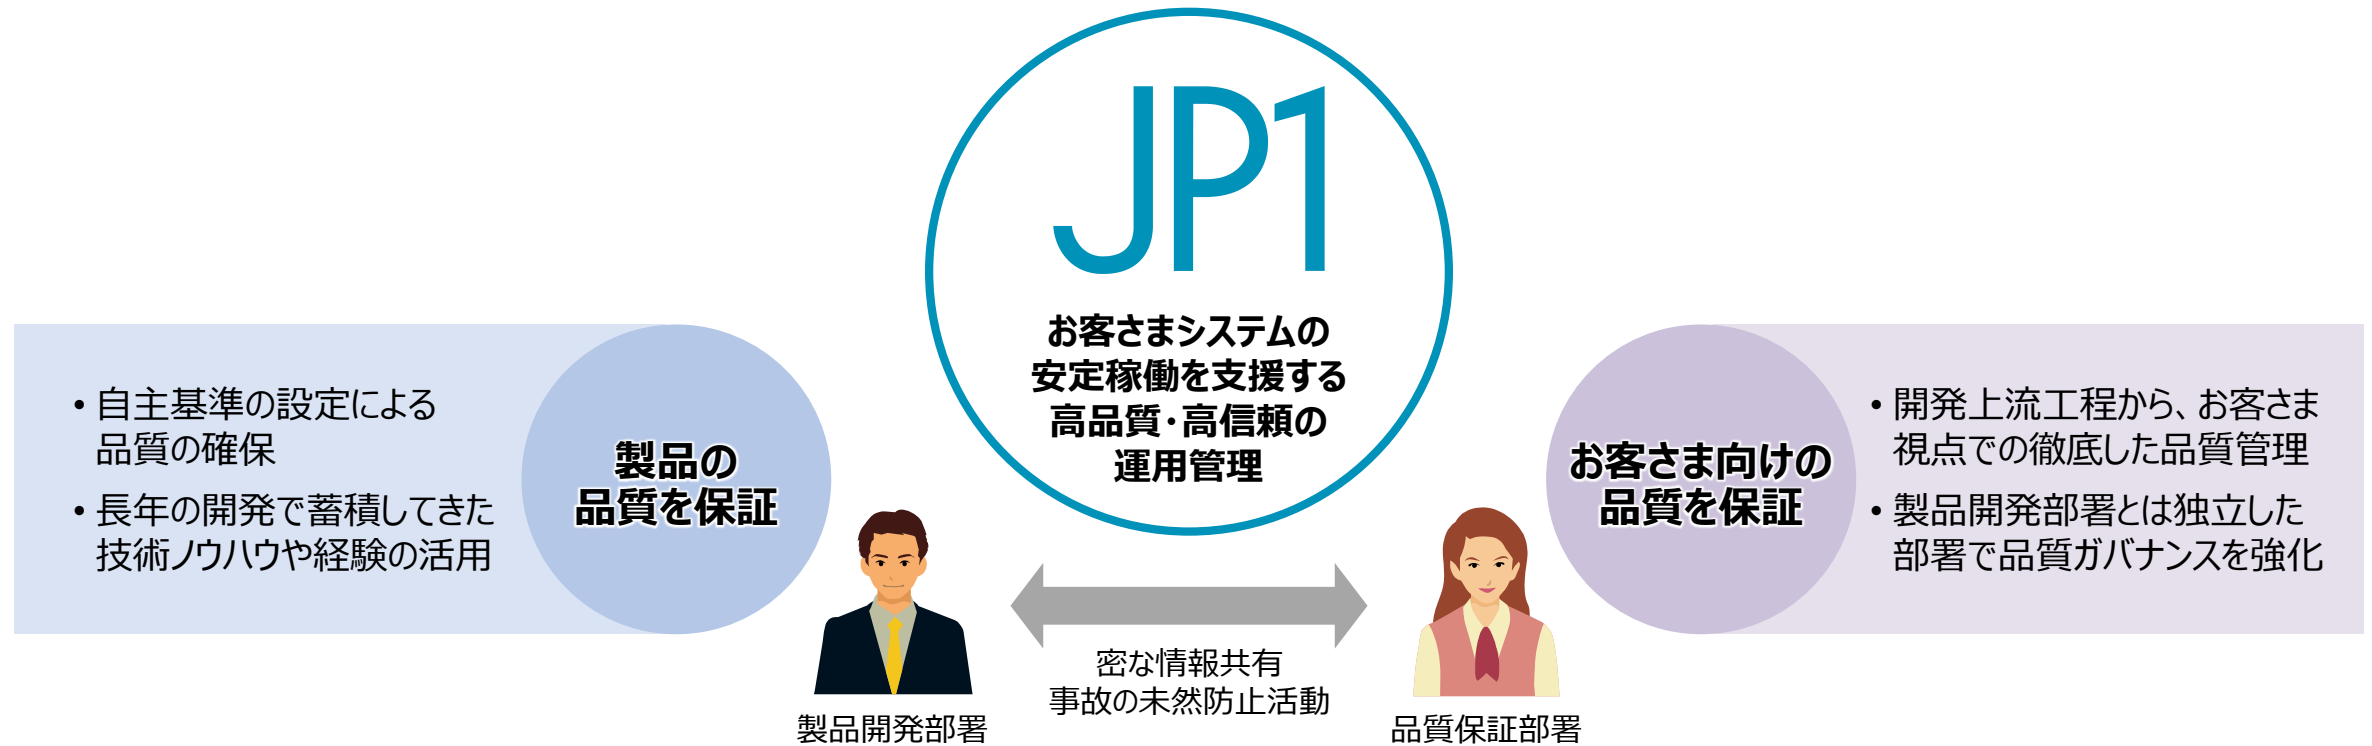 JP1
お客さまシステムの
安定稼働を支援する
高品質・高信頼の
運用管理
・自主基準の設定による
品質の確保
・長年の開発で蓄積してきた
技術ノウハウや経験の活用
製品の
品質を保証
お客さま向けの
品質を保証
・開発上流工程から、お客さま
視点での徹底した品質管理
・製品開発部署とは独立した
部署で品質ガバナンスを強化
密な情報共有
事故の未然防止活動
製品開発部署
品質保証部署